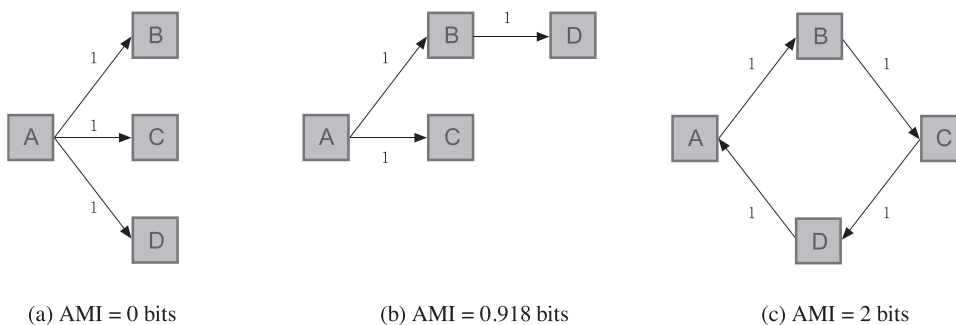 B
1
A
1
C
1
D
(a) AMI = 0 bits
B
1
D
1
A
1
C
(b) AMI = 0.918 bits
B
1
1
A
C
1
1
D
(c) AMI = 2 bits